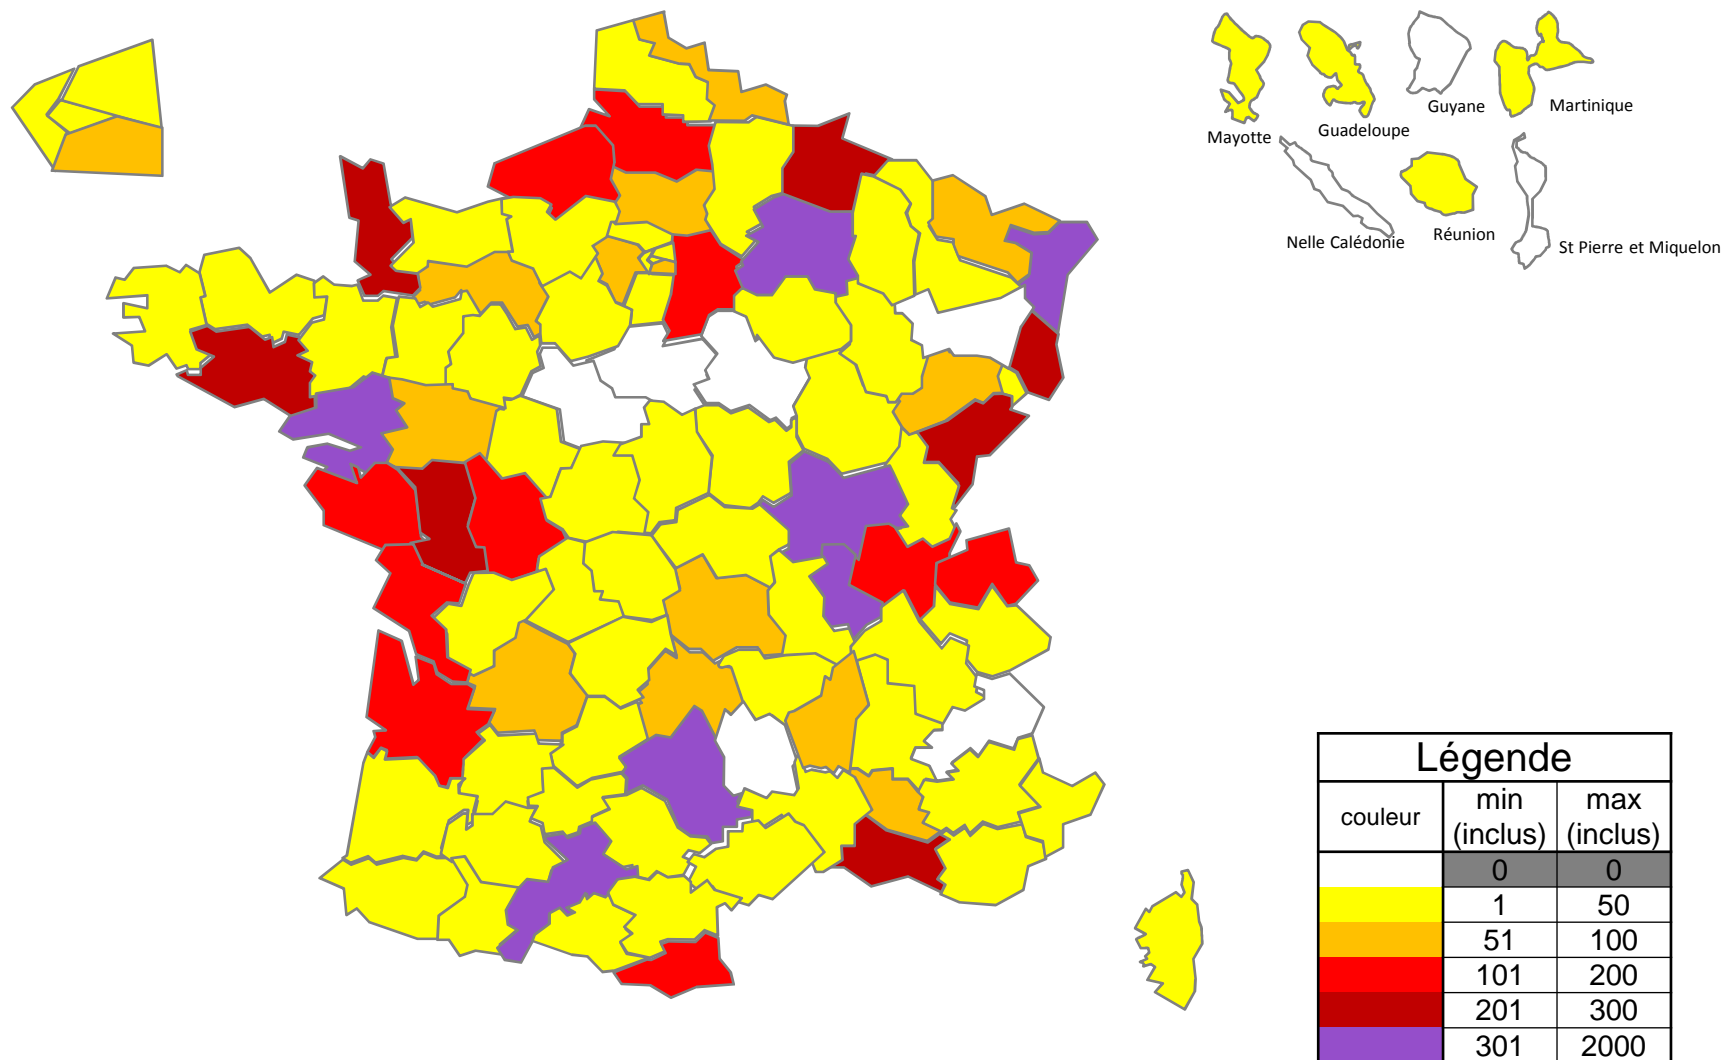 Guyane
Martinique
Mayotte
Guadeloupe
Nelle Calédonie
Réunion
St Pierre et Miquelon
Légende
couleur
min
(inclus)
max
(inclus)
0 0
1 50
51 100
101 200
201 300
301 2000